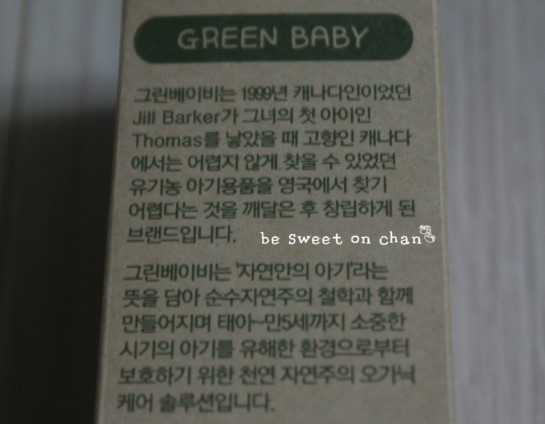 GREEN BABY
그린베이비는 1999년 캐나다인이었던
Jill Barker가 그녀의 첫 아이인
Thomas를 낳았을 때 고향인 캐나다
에서는 어렵지 않게 찾을 수 있었던
유기농 아기용품을 영국에서 찾기
어렵다는 것을 깨달은 후 창립하게 된
브랜드입니다.
be sweet on chan
그린베이비는 '자연안의 아기'라는
뜻을 담아 순수자연주의 철학과 함께
만들어지며 태아~만5세까지 소중한
시기의 아기를 유해한 환경으로부터
보호하기 위한 천연 자연주의 오가닉
케어 솔루션입니다.